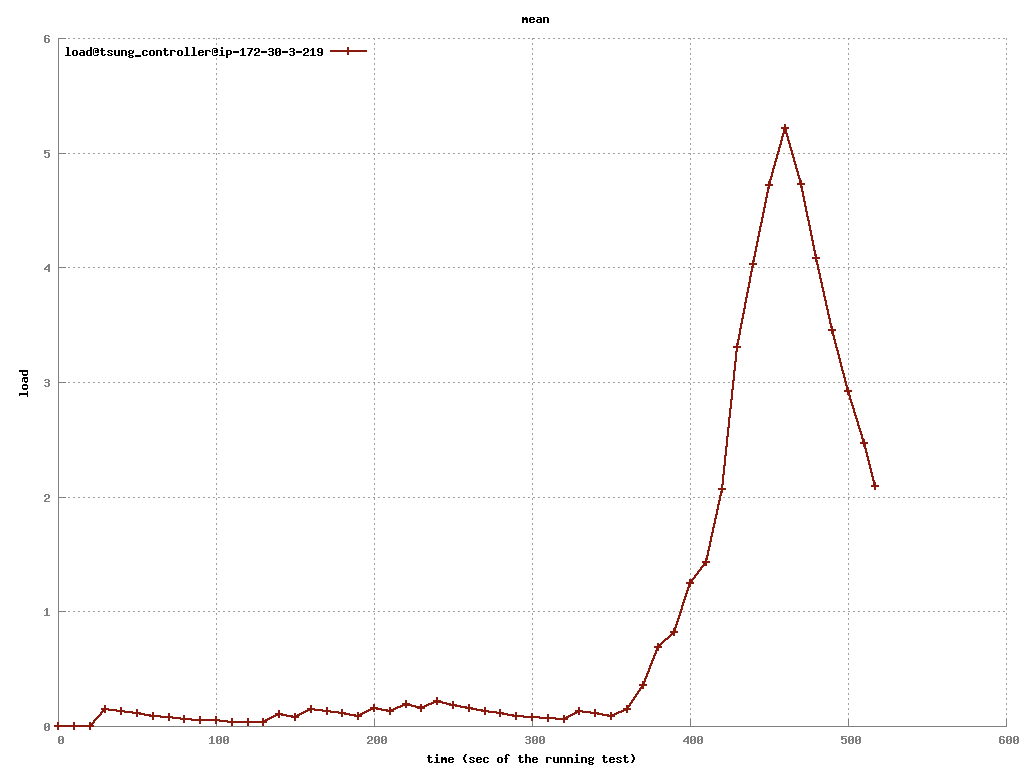 mean
load@tsung_controller@ip-172-30-3-219
6
5
4
3
2
1
0
load
0 100 200 300 400 500 600
time (sec of the running test)